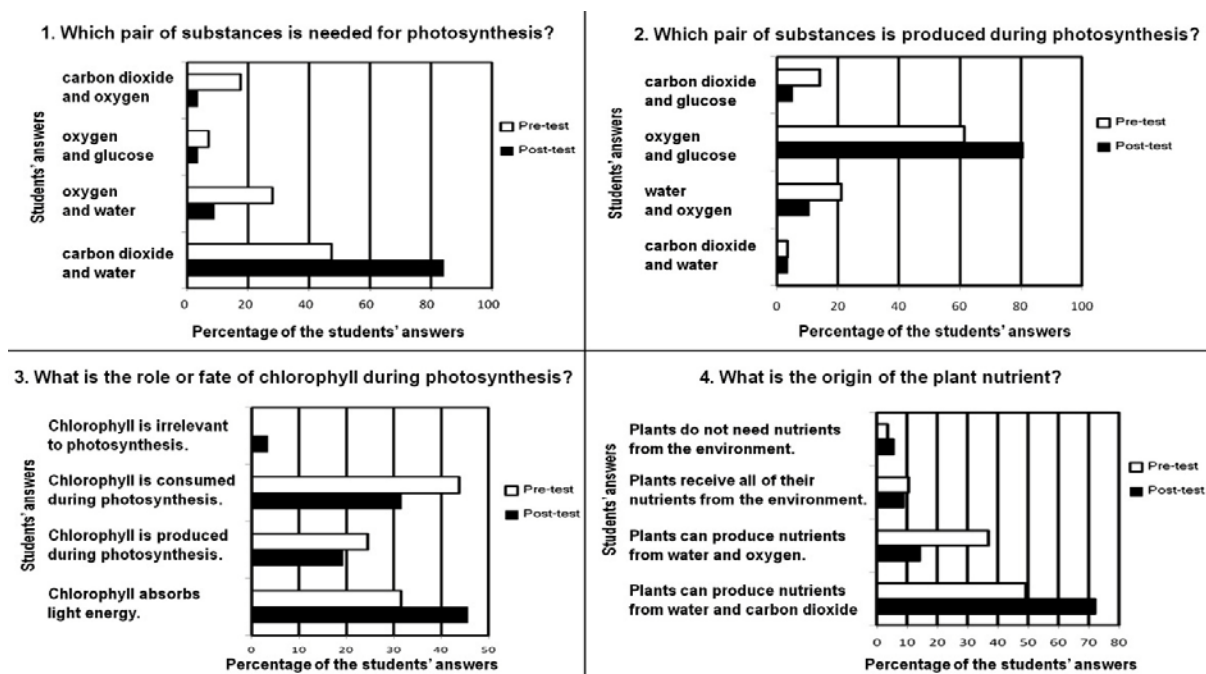 1. Which pair of substances is needed for photosynthesis?
Students' answers
carbon dioxide
and oxygen
oxygen
and glucose
oxygen
and water
carbon dioxide
and water
Pre-test
Post-test
0 20 40 60 80 100
Percentage of the students' answers
2. Which pair of substances is produced during photosynthesis?
Students' answers
carbon dioxide
and glucose
oxygen
and glucose
water
and oxygen
carbon dioxide
and water
Pre-test
Post-test
0 20 40 60 80 100
Percentage of the students' answers
3. What is the role or fate of chlorophyll during photosynthesis?
Students' answers
Chlorophyll is irrelevant
to photosynthesis.
Chlorophyll is consumed
during photosynthesis.
Chlorophyll is produced
during photosynthesis.
Chlorophyll absorbs
light energy.
Pre-test
Post-test
0 10 20 30 40 50
Percentage of the students' answers
4. What is the origin of the plant nutrient?
Students' answers
Plants do not need nutrients
from the environment.
Plants receive all of their
nutrients from the environment.
Plants can produce nutrients
from water and oxygen.
Plants can produce nutrients
from water and carbon dioxide
Pre-test
Post-test
0 10 20 30 40 50 60 70 80
Percentage of the students' answers